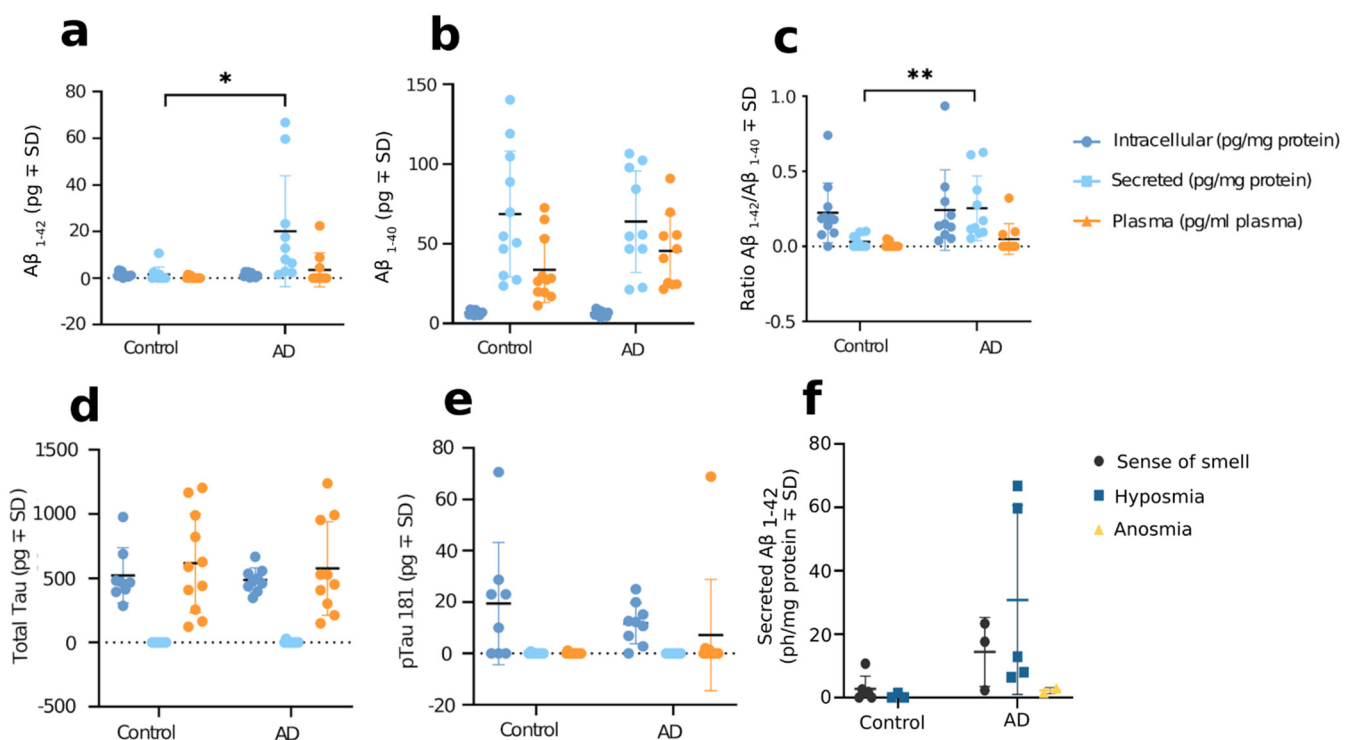 a
Aβ 1-42 (pg ∓ SD)
80
60
40
20
0
-20
*
Control
AD
b
Aβ 1-40 (pg ∓ SD)
150
100
50
0
Control
AD
c
Ratio Aβ 1-42/Aβ 1-40 ∓ SD
1.0
0.5
0.0
-0.5
**
Control
AD
Intracellular (pg/mg protein)
Secreted (pg/mg protein)
Plasma (pg/ml plasma)
d
Total Tau (pg ∓ SD)
1500
1000
500
0
-500
Control
AD
e
pTau 181 (pg ∓ SD)
80
60
40
20
0
-20
Control
AD
f
Secreted Aβ 1-42
(ph/mg protein ∓ SD)
80
60
40
20
0
Control
AD
Sense of smell
Hyposmia
Anosmia